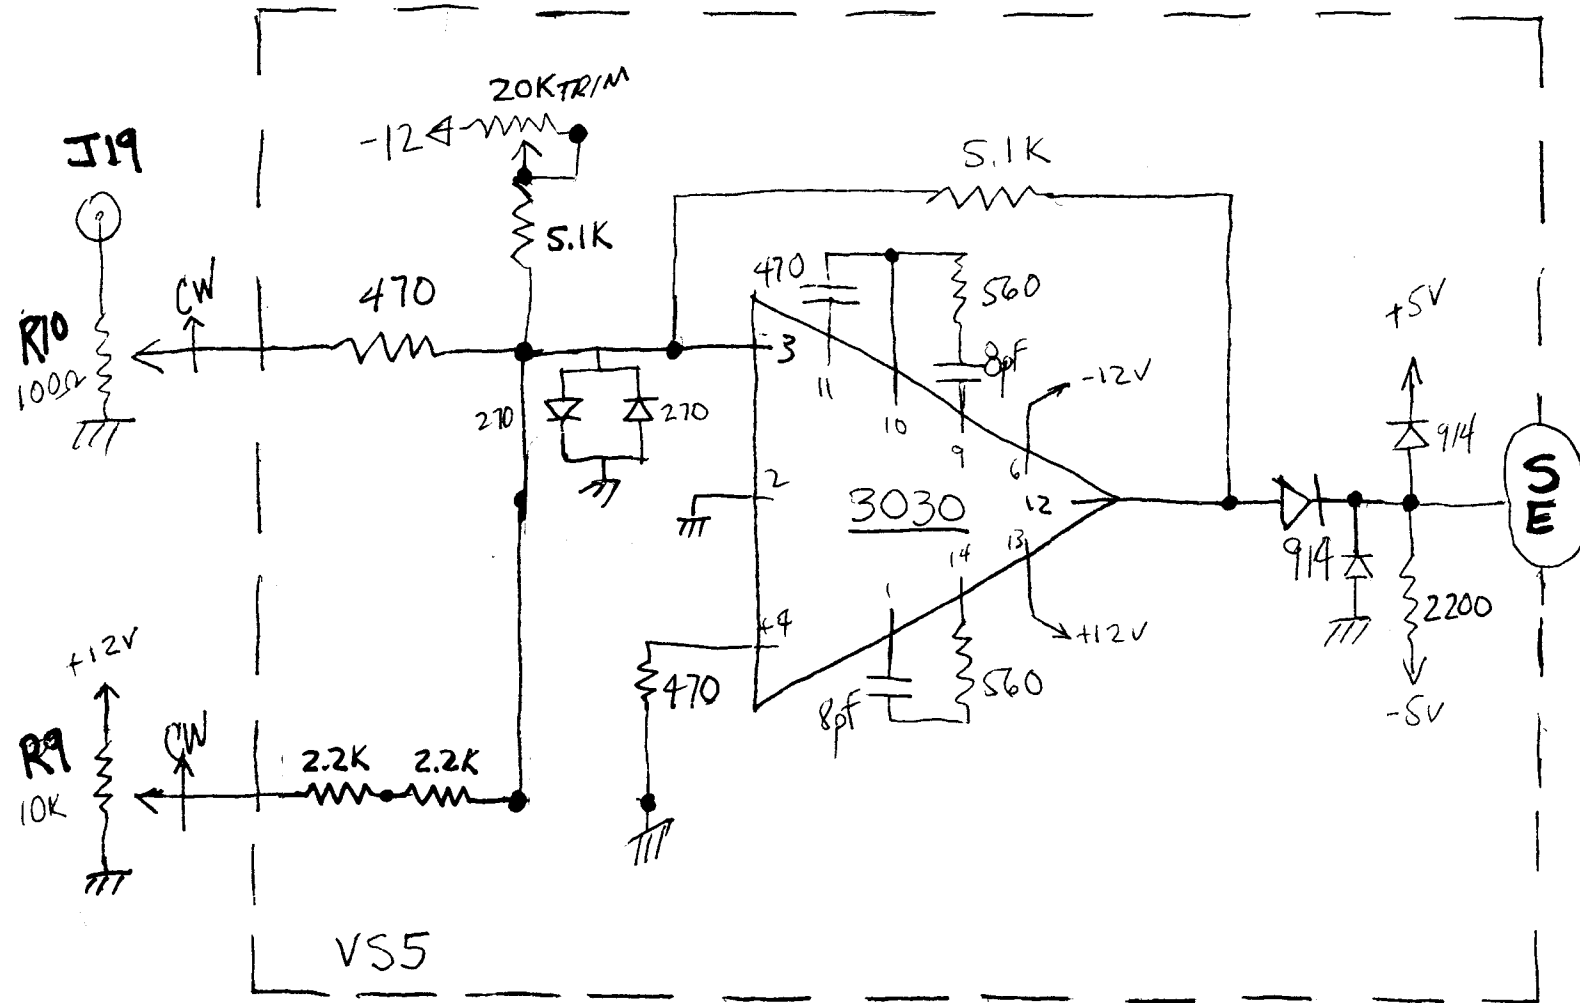 20K TRIM
-12
J19
5.1K
5.1K
470
CW
R10
100Ω
470
560
+5V
3
8pF
-12V
11
270
270
10
9
914
6
2
12
S
E
3030
13
14
914
2200
1
+4
+12V
+12V
470
560
8pF
-5V
R9
10K
CW
2.2K
2.2K
VS5